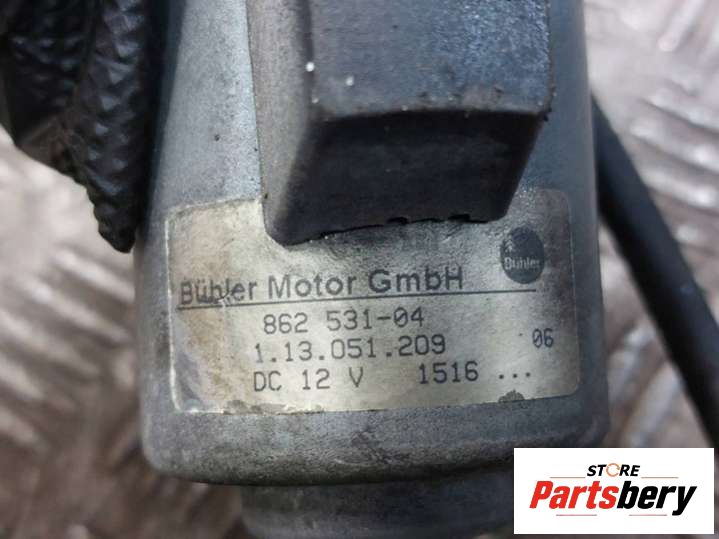 Bühler Motor GmbH
Bühler
862 531-04
1.13.051.209 06
DC 12 V 1516 ...
STORE
Partsbery